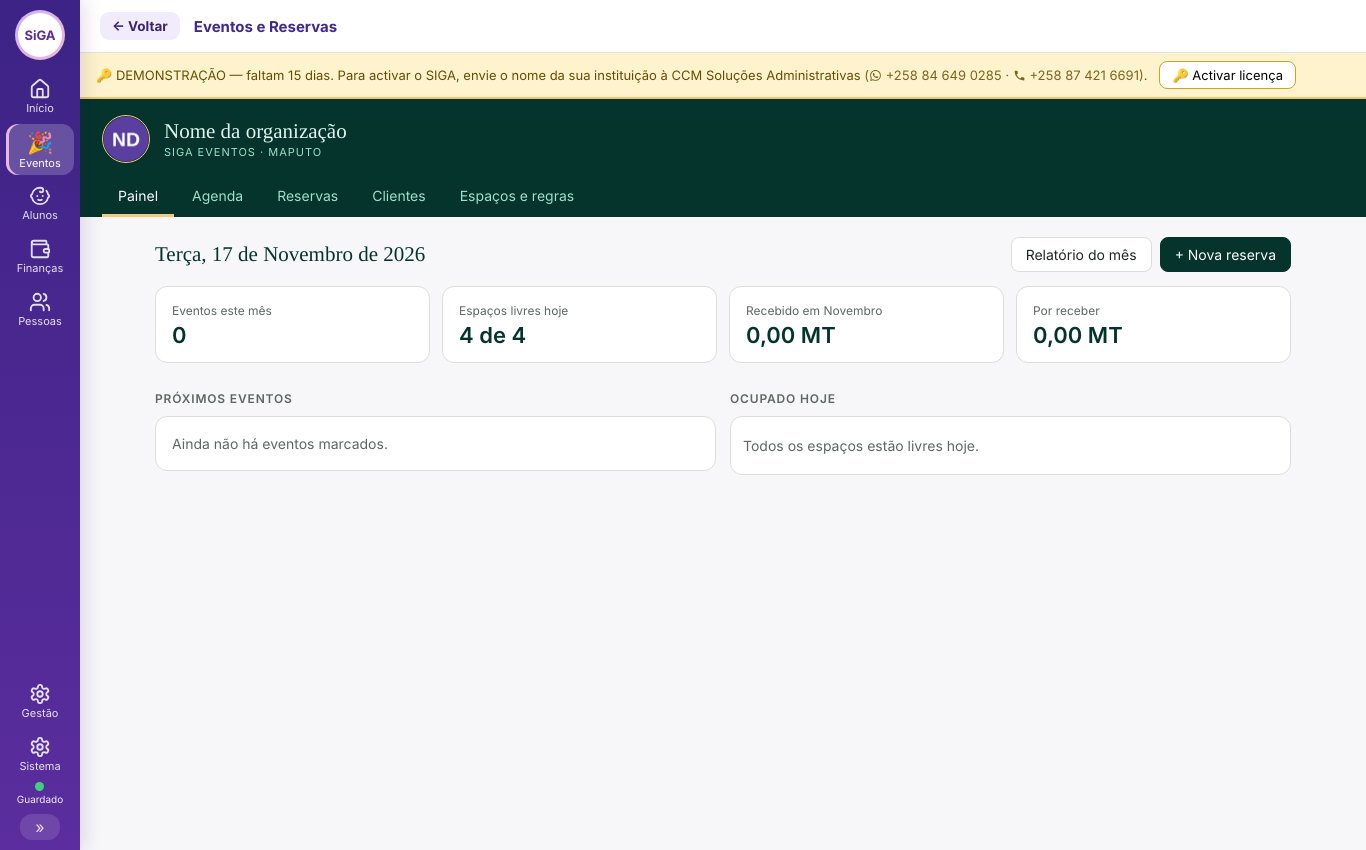 SiGA
← Voltar
Eventos e Reservas
🔑 DEMONSTRAÇÃO — faltam 15 dias. Para activar o SIGA, envie o nome da sua instituição à CCM Soluções Administrativas (+258 84 649 0285 · +258 87 421 6691).
🔑 Activar licença
Início
Eventos
Alunos
Finanças
Pessoas
Gestão
Sistema
Guardado
»
ND
Nome da organização
SIGA EVENTOS · MAPUTO
Painel
Agenda
Reservas
Clientes
Espaços e regras
Terça, 17 de Novembro de 2026
Relatório do mês
+ Nova reserva
Eventos este mês
0
Espaços livres hoje
4 de 4
Recebido em Novembro
0,00 MT
Por receber
0,00 MT
PRÓXIMOS EVENTOS
Ainda não há eventos marcados.
OCUPADO HOJE
Todos os espaços estão livres hoje.